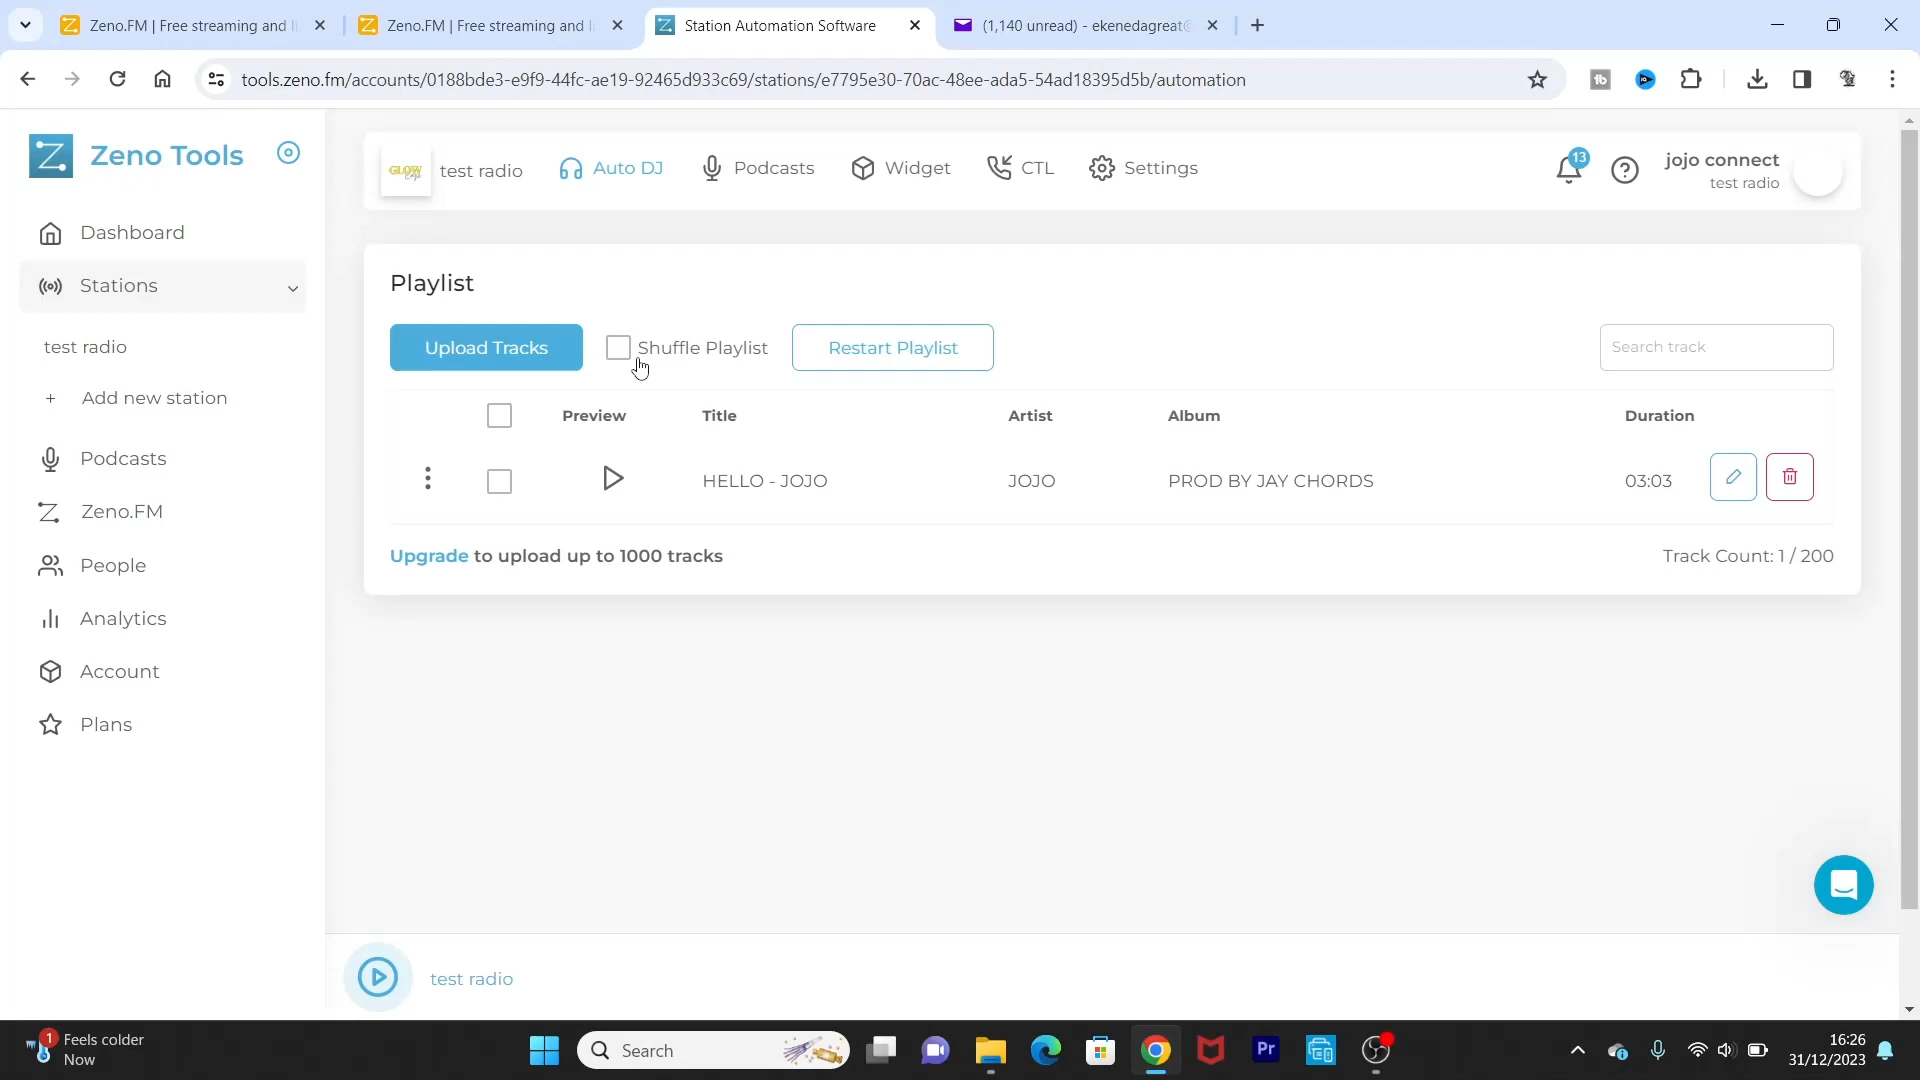 Zeno.FM | Free streaming and li
Zeno.FM | Free streaming and li
Station Automation Software
(1,140 unread) - ekenedagreat@
tools.zeno.fm/accounts/0188bde3-e9f9-44fc-ae19-92465d933c69/stations/e7795e30-70ac-48ee-ada5-54ad18395d5b/automation
Zeno Tools
Dashboard
Stations
test radio
+ Add new station
Podcasts
Zeno.FM
People
Analytics
Account
Plans
GLOW
test radio
Auto DJ
Podcasts
Widget
CTL
Settings
13
jojo connect
test radio
Playlist
Upload Tracks
Shuffle Playlist
Restart Playlist
Search track
Preview Title Artist Album Duration
HELLO - JOJO JOJO PROD BY JAY CHORDS 03:03
Upgrade to upload up to 1000 tracks
Track Count: 1 / 200
test radio
1
Feels colder
Now
Search
Pr
16:26
31/12/2023